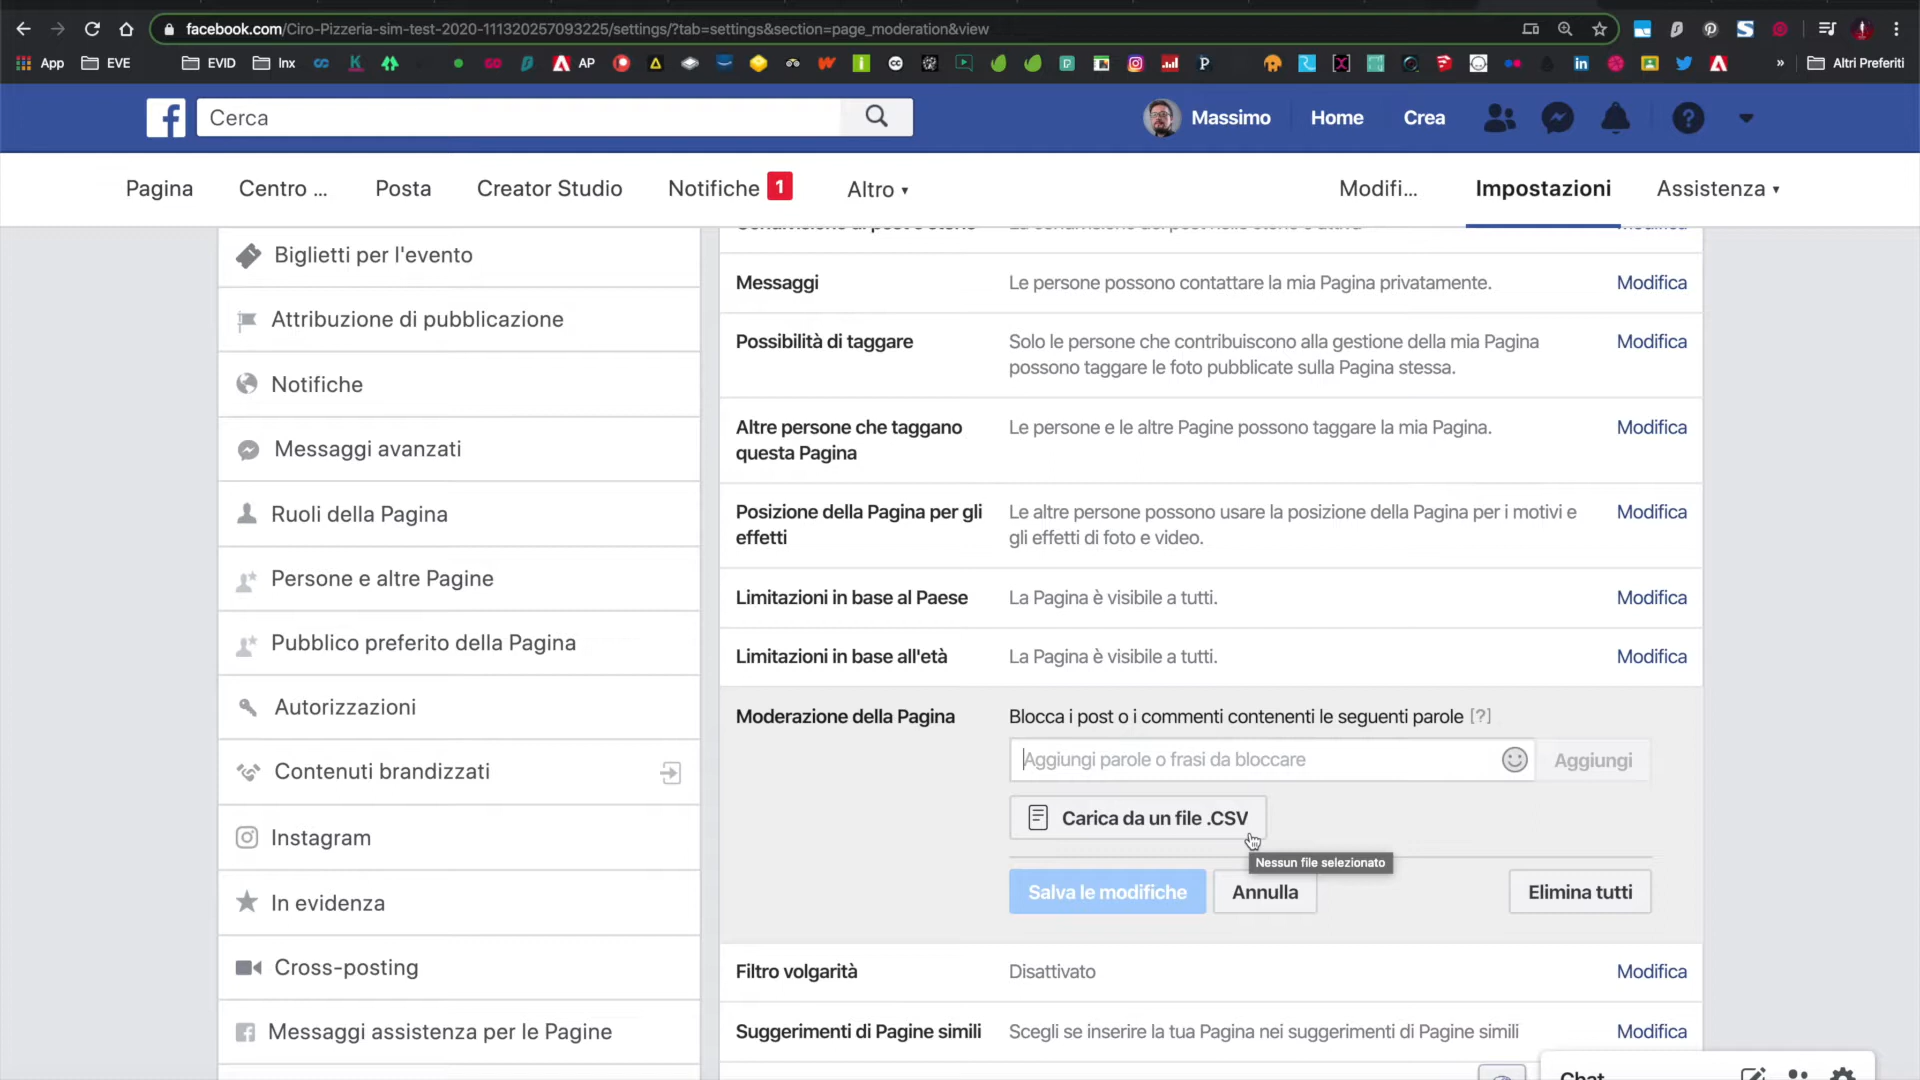 facebook.com/Ciro-Pizzeria-sim-test-2020-111320257093225/settings/?tab=settings&section=page_moderation&view
App EVE EVID Inx AP Altri Preferiti
Cerca
Massimo Home Crea
Pagina Centro ... Posta Creator Studio Notifiche 1 Altro Modifi... Impostazioni Assistenza
Biglietti per l'evento
Attribuzione di pubblicazione
Notifiche
Messaggi avanzati
Ruoli della Pagina
Persone e altre Pagine
Pubblico preferito della Pagina
Autorizzazioni
Contenuti brandizzati
Instagram
In evidenza
Cross-posting
Messaggi assistenza per le Pagine
Messaggi Le persone possono contattare la mia Pagina privatamente. Modifica
Possibilità di taggare Solo le persone che contribuiscono alla gestione della mia Pagina Modifica
possono taggare le foto pubblicate sulla Pagina stessa.
Altre persone che taggano Le persone e le altre Pagine possono taggare la mia Pagina. Modifica
questa Pagina
Posizione della Pagina per gli Le altre persone possono usare la posizione della Pagina per i motivi e Modifica
effetti gli effetti di foto e video.
Limitazioni in base al Paese La Pagina è visibile a tutti. Modifica
Limitazioni in base all'età La Pagina è visibile a tutti. Modifica
Moderazione della Pagina Blocca i post o i commenti contenenti le seguenti parole [?]
Aggiungi parole o frasi da bloccare Aggiungi
Carica da un file .CSV
Nessun file selezionato
Salva le modifiche Annulla Elimina tutti
Filtro volgarità Disattivato Modifica
Suggerimenti di Pagine simili Scegli se inserire la tua Pagina nei suggerimenti di Pagine simili Modifica
Chat